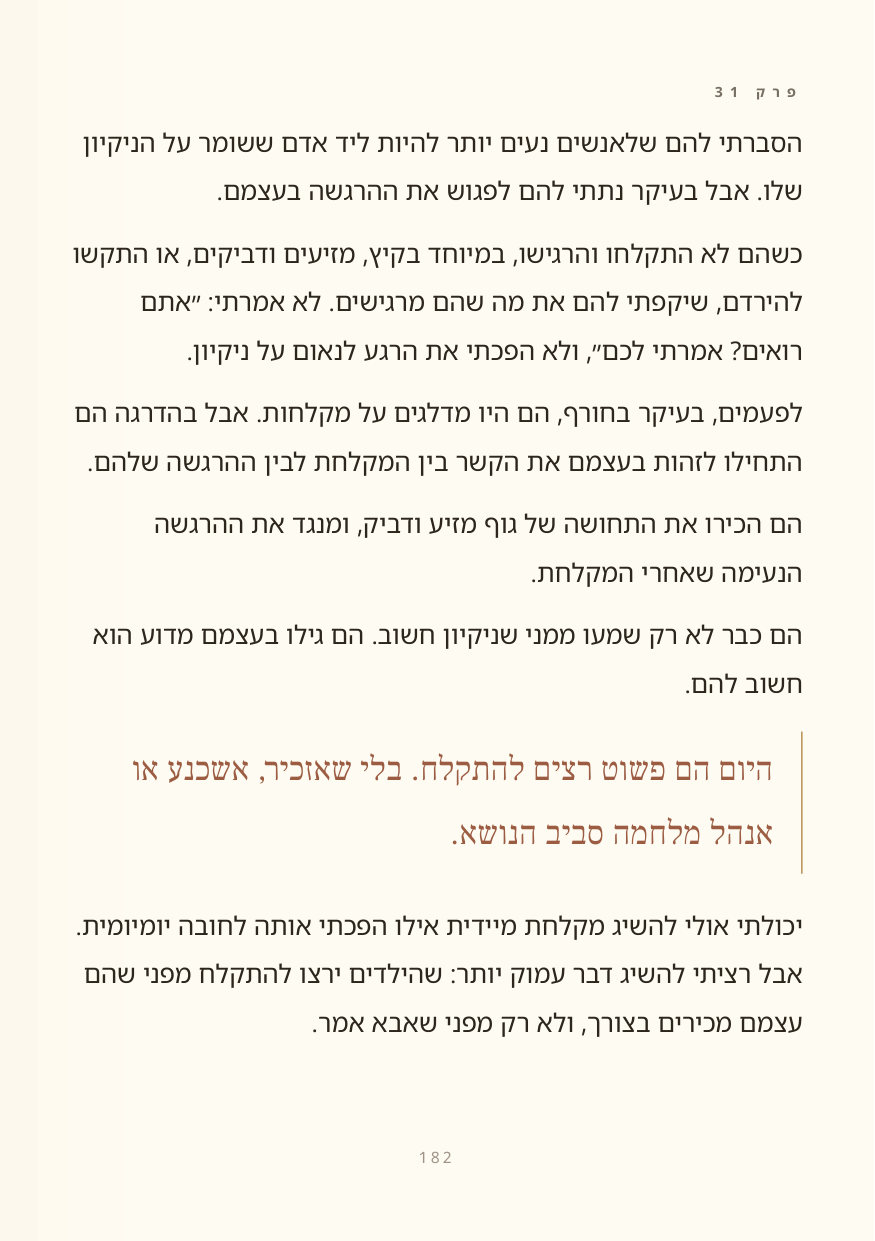 פרק 31
הסברתי להם שלאנשים נעים יותר להיות ליד אדם ששומר על הניקיון
שלו. אבל בעיקר נתתי להם לפגוש את ההרגשה בעצמם.
כשהם לא התקלחו והרגישו, במיוחד בקיץ, מזיעים ודביקים, או התקשו
להירדם, שיקפתי להם את מה שהם מרגישים. לא אמרתי: ״אתם
רואים? אמרתי לכם״, ולא הפכתי את הרגע לנאום על ניקיון.
לפעמים, בעיקר בחורף, הם היו מדלגים על מקלחות. אבל בהדרגה הם
התחילו לזהות בעצמם את הקשר בין המקלחת לבין ההרגשה שלהם.
הם הכירו את התחושה של גוף מזיע ודביק, ומנגד את ההרגשה
הנעימה שאחרי המקלחת.
הם כבר לא רק שמעו ממני שניקיון חשוב. הם גילו בעצמם מדוע הוא
חשוב להם.
היום הם פשוט רצים להתקלח. בלי שאזכיר, אשכנע או
אנהל מלחמה סביב הנושא.
יכולתי אולי להשיג מקלחת מיידית אילו הפכתי אותה לחובה יומיומית.
אבל רציתי להשיג דבר עמוק יותר: שהילדים ירצו להתקלח מפני שהם
עצמם מכירים בצורך, ולא רק מפני שאבא אמר.
182